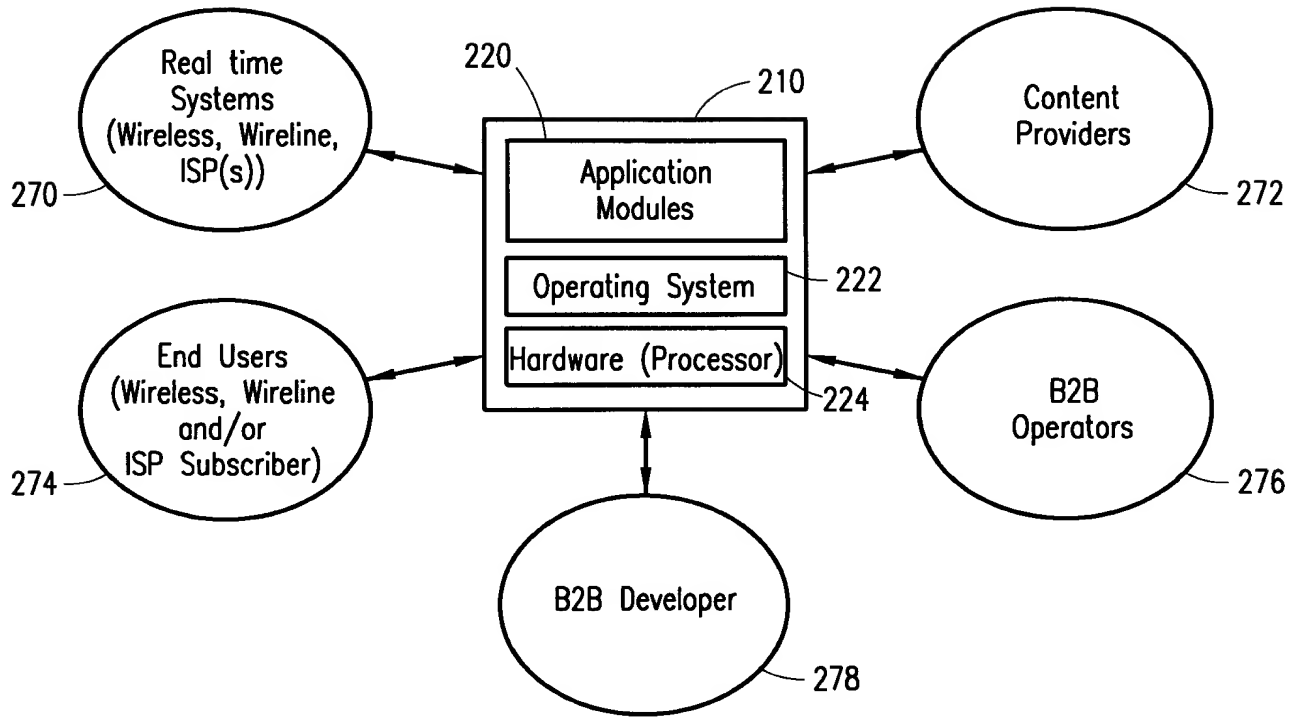 Real time
Systems
(Wireless, Wireline,
ISP(s))
270
220
210
Application
Modules
Operating System
222
Hardware (Processor)
224
Content
Providers
272
End Users
(Wireless, Wireline
and/or
ISP Subscriber)
274
B2B
Operators
276
B2B Developer
278